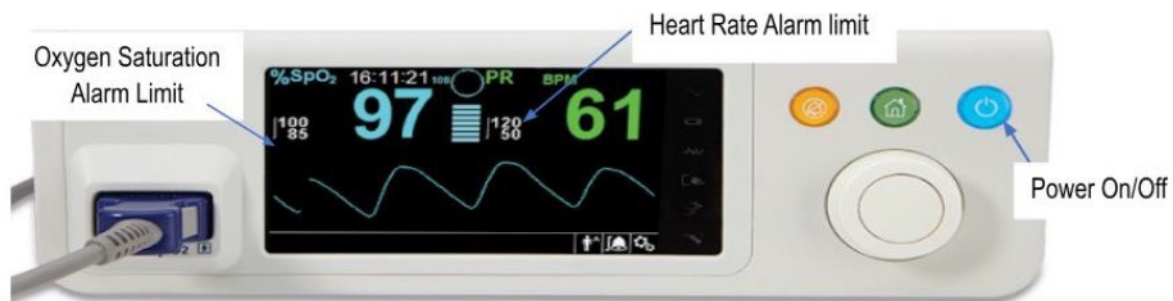 Heart Rate Alarm limit
Oxygen Saturation
Alarm Limit
%SpO₂ 16:11:21 PR BPM
97 61
100
85
120
50
Power On/Off